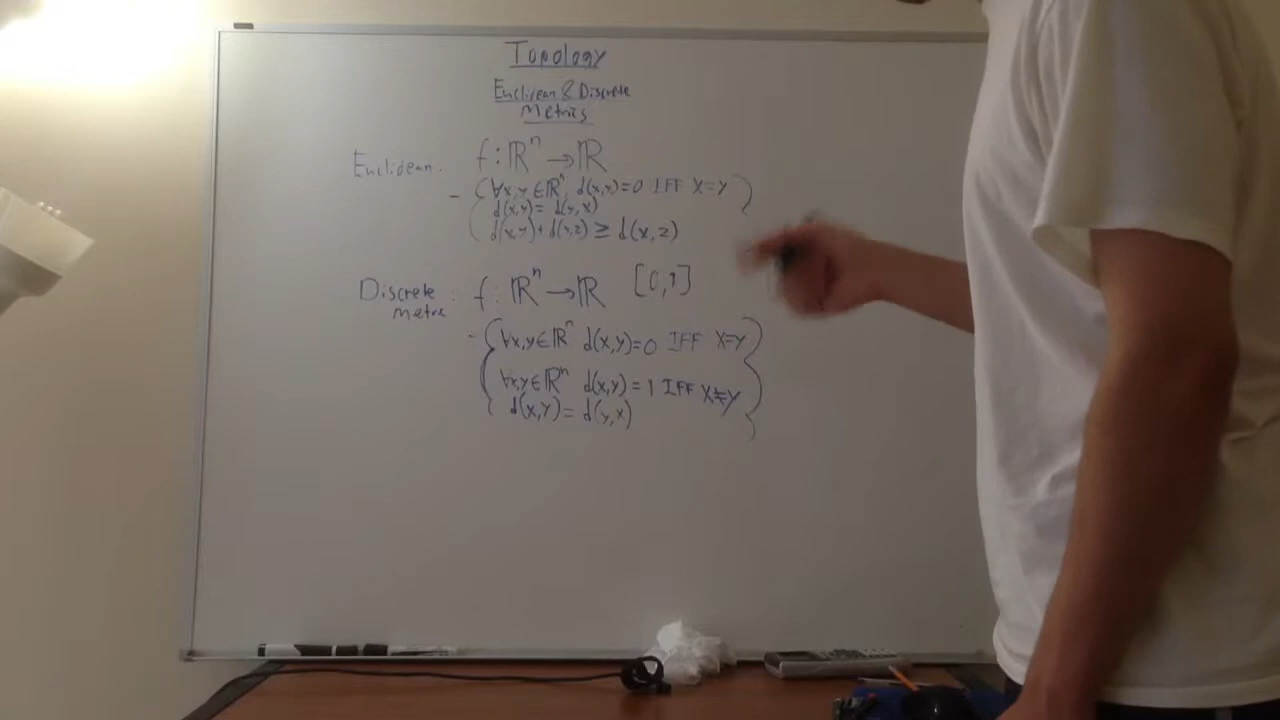 Topology
Euclidean & Discrete
Metrics
Euclidean: f: ℝⁿ → ℝ
- { ∀x,y ∈ ℝⁿ, d(x,y)=0 IFF x=y }
d(x,y) = d(y,x)
d(x,y) + d(y,z) ≥ d(x,z)
Discrete : f: ℝⁿ → ℝ [0,1]
Metric
- { ∀x,y ∈ ℝⁿ d(x,y)=0 IFF x=y }
∀x,y ∈ ℝⁿ d(x,y) = 1 IFF x≠y
d(x,y) = d(y,x)